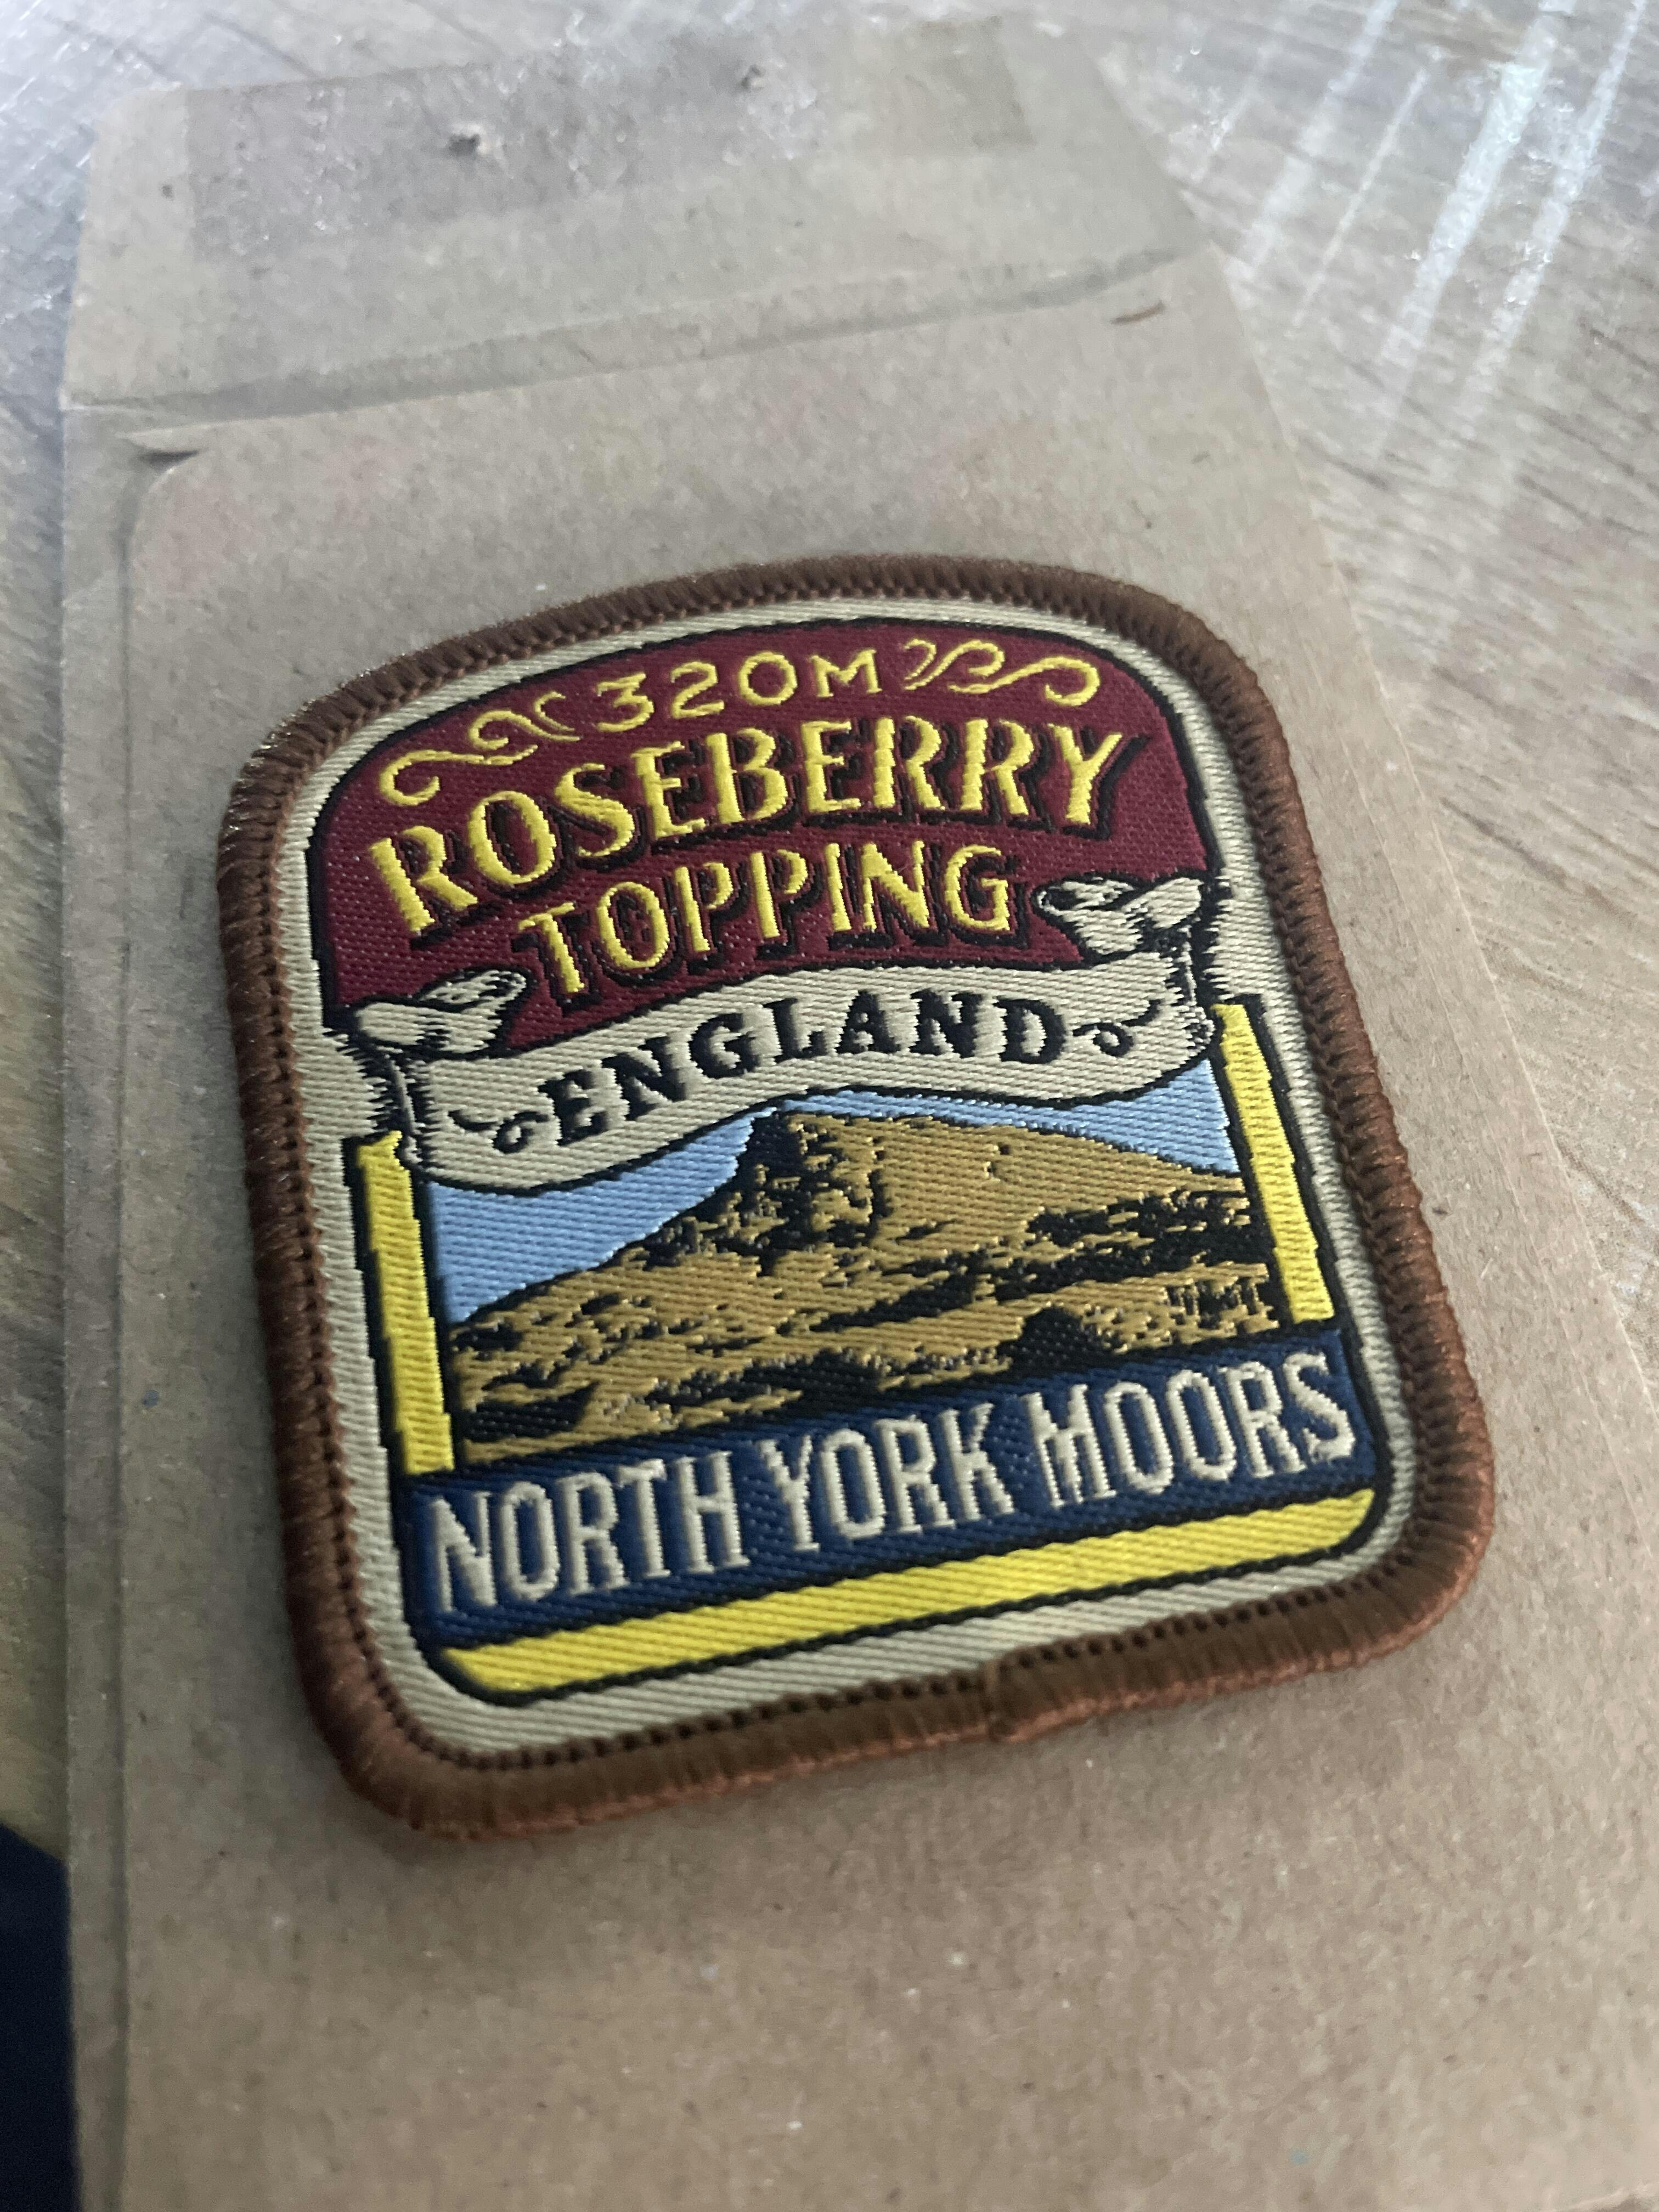 320M
ROSEBERRY
TOPPING
ENGLAND
NORTH YORK MOORS